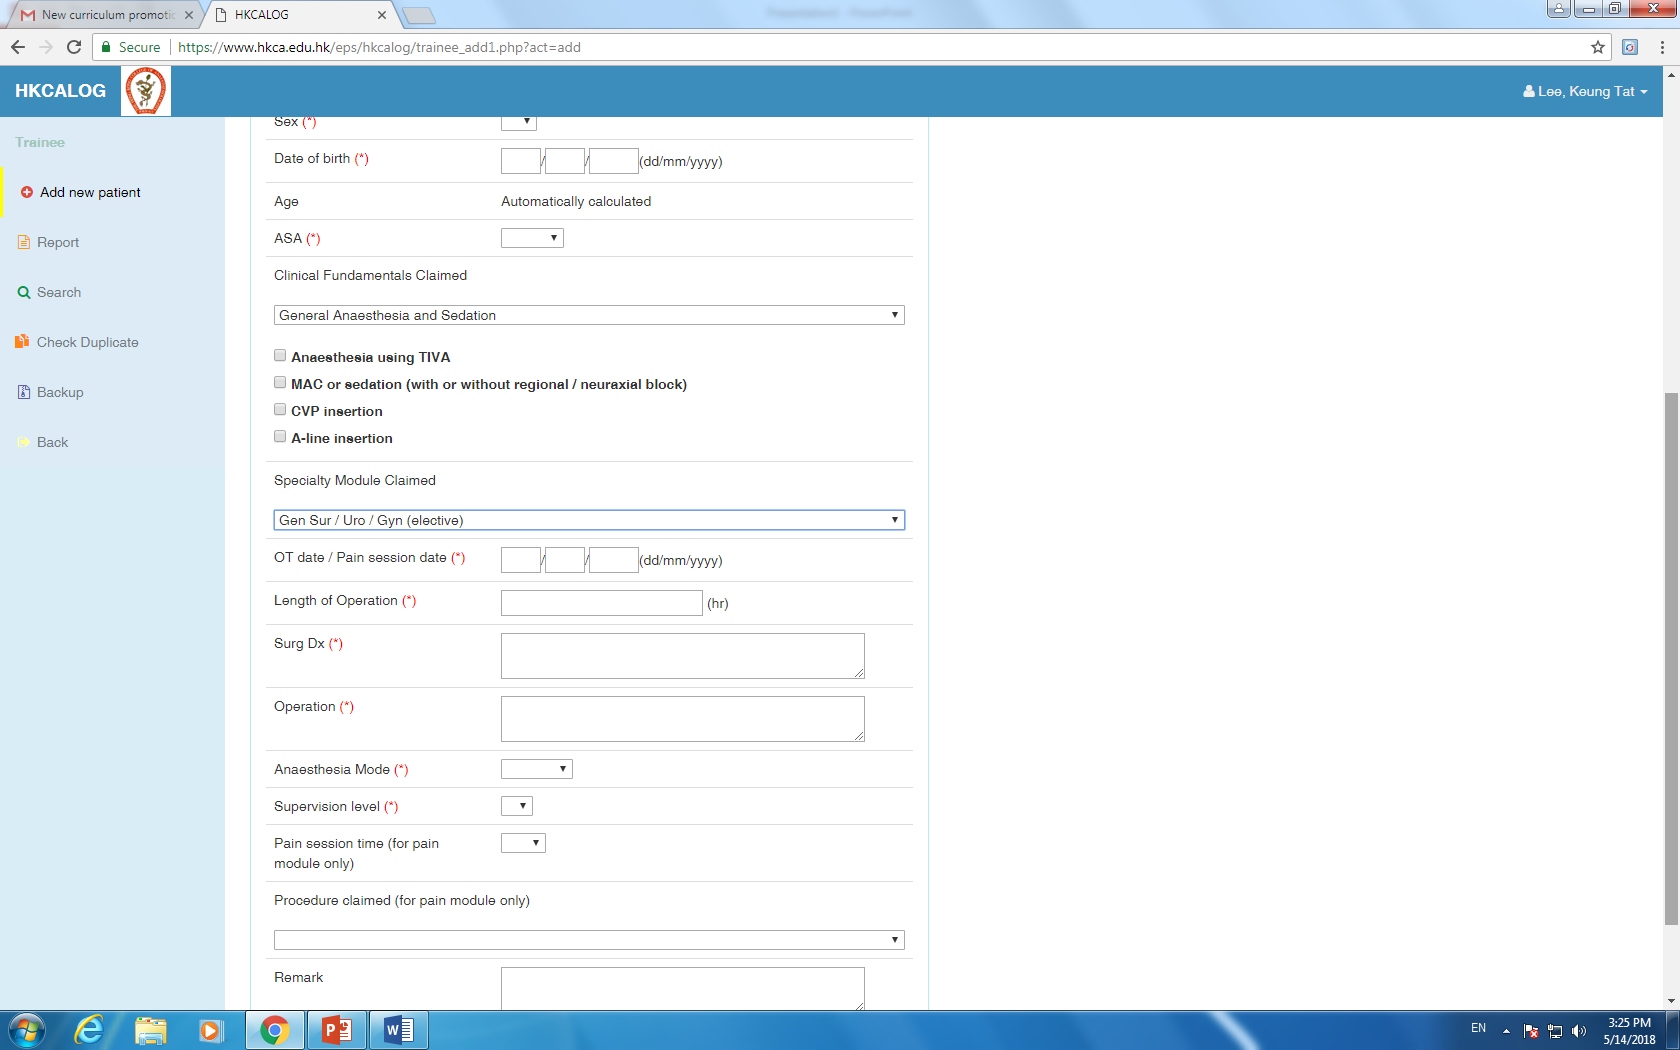 New curriculum promotic
HKCALOG
Secure
https://www.hkca.edu.hk/eps/hkcalog/trainee_add1.php?act=add
HKCALOG
Lee, Keung Tat
Trainee
Add new patient
Report
Search
Check Duplicate
Backup
Back
Sex (*)
Date of birth (*)
/ / (dd/mm/yyyy)
Age
Automatically calculated
ASA (*)
Clinical Fundamentals Claimed
General Anaesthesia and Sedation
Anaesthesia using TIVA
MAC or sedation (with or without regional / neuraxial block)
CVP insertion
A-line insertion
Specialty Module Claimed
Gen Sur / Uro / Gyn (elective)
OT date / Pain session date (*)
/ / (dd/mm/yyyy)
Length of Operation (*)
(hr)
Surg Dx (*)
Operation (*)
Anaesthesia Mode (*)
Supervision level (*)
Pain session time (for pain
module only)
Procedure claimed (for pain module only)
Remark
EN
3:25 PM
5/14/2018